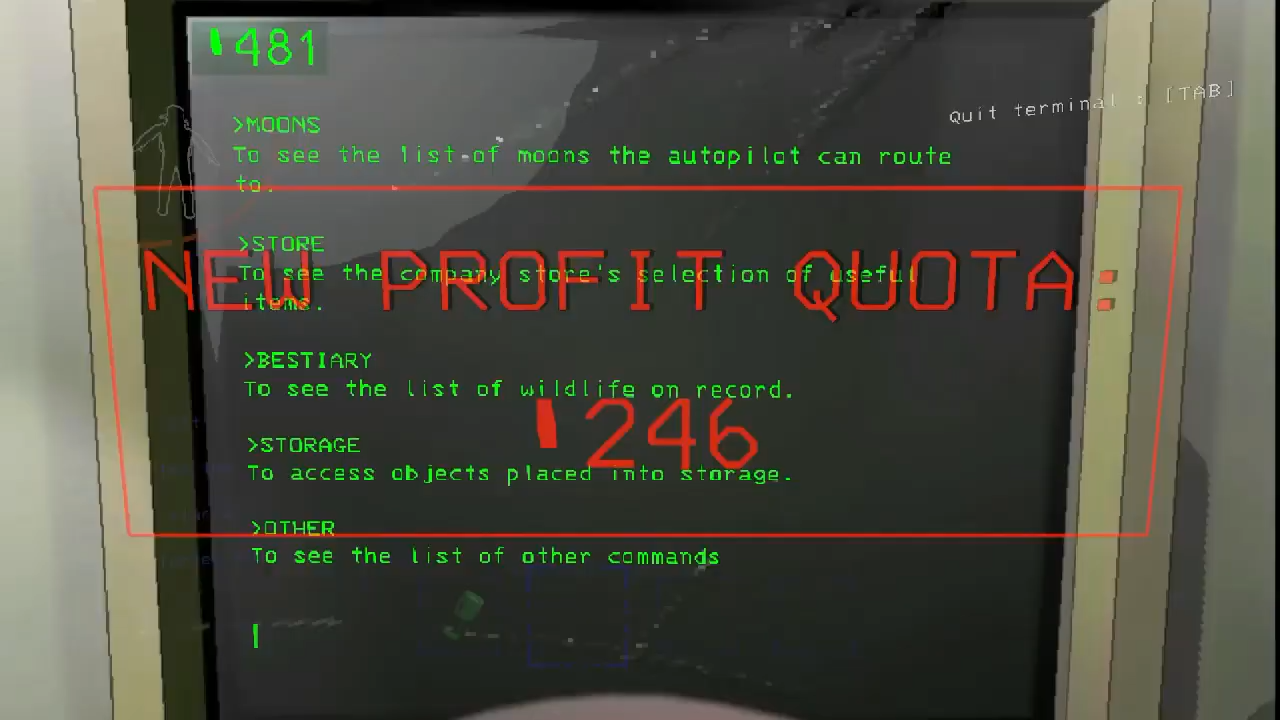 481
Quit terminal : [TAB]
>MOONS
To see the list of moons the autopilot can route
to.
>STORE
To see the company store's selection of useful
items.
NEW PROFIT QUOTA:
>BESTIARY
To see the list of wildlife on record.
246
>STORAGE
To access objects placed into storage.
>OTHER
To see the list of other commands